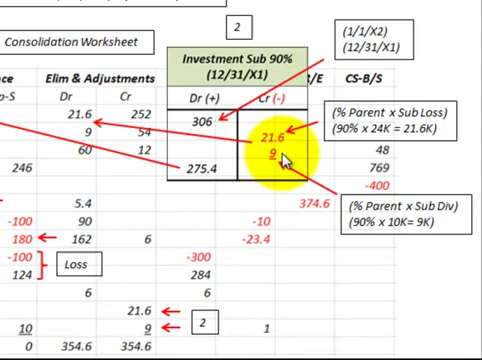 2
(1/1/X2)
(12/31/X1)
Consolidation Worksheet
Investment Sub 90%
(12/31/X1)
nce Elim & Adjustments R/E CS-B/S
p-S Dr Cr Dr (+) Cr (-)
21.6 252 306
(% Parent x Sub Loss)
(90% x 24K = 21.6K)
9 54 21.6
60 12 9 48
246 275.4 769
-400
5.4 374.6
(% Parent x Sub Div)
(90% x 10K= 9K)
-100 90 -10
180 162 6 -23.4
-100 Loss -300
124 284
6 6
21.6
2
10 9 1
0 354.6 354.6